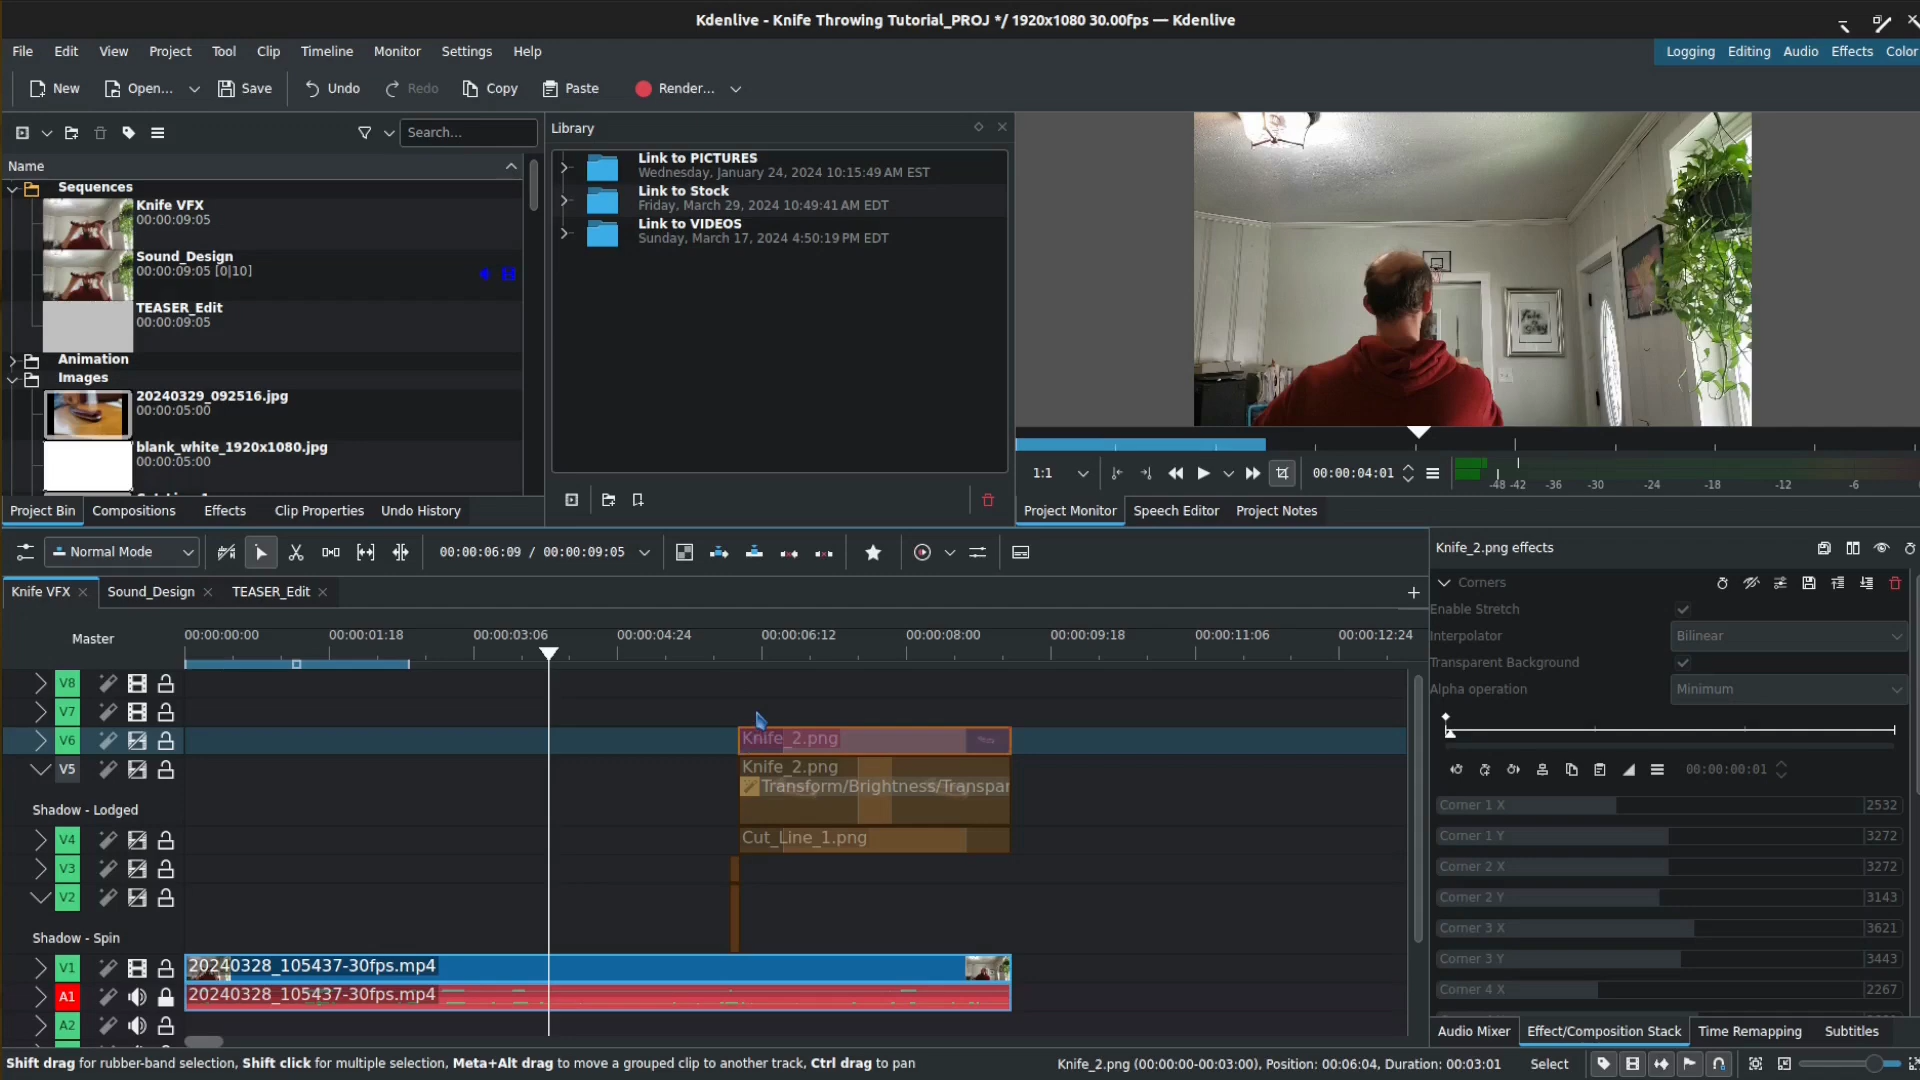 Kdenlive - Knife Throwing Tutorial_PROJ */ 1920x1080 30.00fps — Kdenlive
File Edit View Project Tool Clip Timeline Monitor Settings Help
Logging Editing Audio Effects Color
New Open... Save Undo Redo Copy Paste Render...
Search...
Library
Name
Sequences
Knife VFX
00:00:09:05
Sound_Design
00:00:09:05 [0|10]
TEASER_Edit
00:00:09:05
Animation
Images
20240329_092516.jpg
00:00:05:00
blank_white_1920x1080.jpg
00:00:05:00
Link to PICTURES
Wednesday, January 24, 2024 10:15:49 AM EST
Link to Stock
Friday, March 29, 2024 10:49:41 AM EDT
Link to VIDEOS
Sunday, March 17, 2024 4:50:19 PM EDT
1:1 00:00:04:01
-48 -42 -36 -30 -24 -18 -12 -6
Project Bin Compositions Effects Clip Properties Undo History
Project Monitor Speech Editor Project Notes
Normal Mode 00:00:06:09 / 00:00:09:05
Knife VFX Sound_Design TEASER_Edit
Master
00:00:00:00 00:00:01:18 00:00:03:06 00:00:04:24 00:00:06:12 00:00:08:00 00:00:09:18 00:00:11:06 00:00:12:24
V8
V7
V6 Knife_2.png
V5 Knife_2.png
Transform/Brightness/Transpar
Shadow - Lodged
V4 Cut_Line_1.png
V3
V2
Shadow - Spin
V1 20240328_105437-30fps.mp4
A1 20240328_105437-30fps.mp4
A2
Knife_2.png effects
Corners
Enable Stretch
Interpolator Bilinear
Transparent Background
Alpha operation Minimum
00:00:00:01
Corner 1 X 2532
Corner 1 Y 3272
Corner 2 X 3272
Corner 2 Y 3143
Corner 3 X 3621
Corner 3 Y 3443
Corner 4 X 2267
Audio Mixer Effect/Composition Stack Time Remapping Subtitles
Shift drag for rubber-band selection, Shift click for multiple selection, Meta+Alt drag to move a grouped clip to another track, Ctrl drag to pan
Knife_2.png (00:00:00-00:03:00), Position: 00:06:04, Duration: 00:03:01 Select